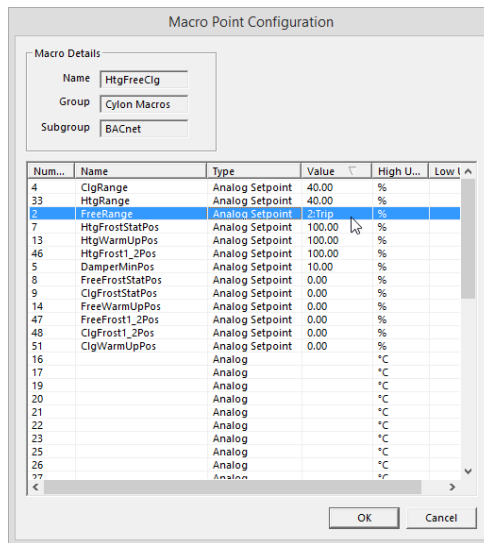 Macro Point Configuration
Macro Details
Name HtgFreeClg
Group Cylon Macros
Subgroup BACnet
Num... Name Type Value High U... Low U
4 ClgRange Analog Setpoint 40.00 %
33 HtgRange Analog Setpoint 40.00 %
2 FreeRange Analog Setpoint 2:Trip %
7 HtgFrostStatPos Analog Setpoint 100.00 %
13 HtgWarmUpPos Analog Setpoint 100.00 %
46 HtgFrost1_2Pos Analog Setpoint 100.00 %
5 DamperMinPos Analog Setpoint 10.00 %
8 FreeFrostStatPos Analog Setpoint 0.00 %
9 ClgFrostStatPos Analog Setpoint 0.00 %
14 FreeWarmUpPos Analog Setpoint 0.00 %
47 FreeFrost1_2Pos Analog Setpoint 0.00 %
48 ClgFrost1_2Pos Analog Setpoint 0.00 %
51 ClgWarmUpPos Analog Setpoint 0.00 %
16 Analog °C
17 Analog °C
19 Analog °C
20 Analog °C
21 Analog °C
22 Analog °C
23 Analog °C
25 Analog °C
26 Analog °C
27 Analog °C
OK Cancel